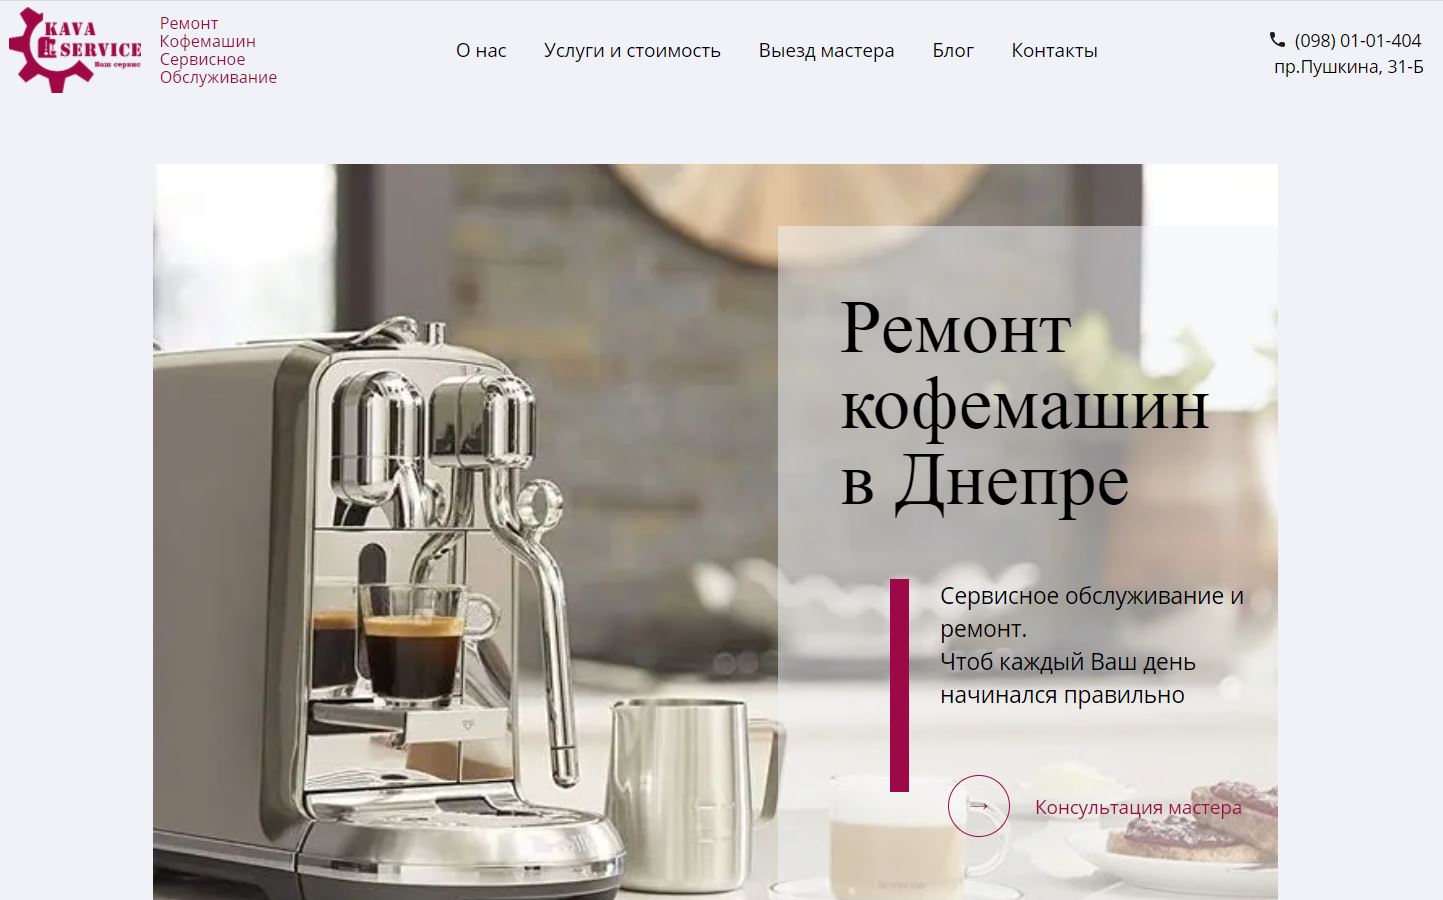 KAVA
SERVICE
Ваш сервис
Ремонт
Кофемашин
Сервисное
Обслуживание
О нас
Услуги и стоимость
Выезд мастера
Блог
Контакты
(098) 01-01-404
пр.Пушкина, 31-Б
Ремонт
кофемашин
в Днепре
Сервисное обслуживание и
ремонт.
Чтоб каждый Ваш день
начинался правильно
Консультация мастера